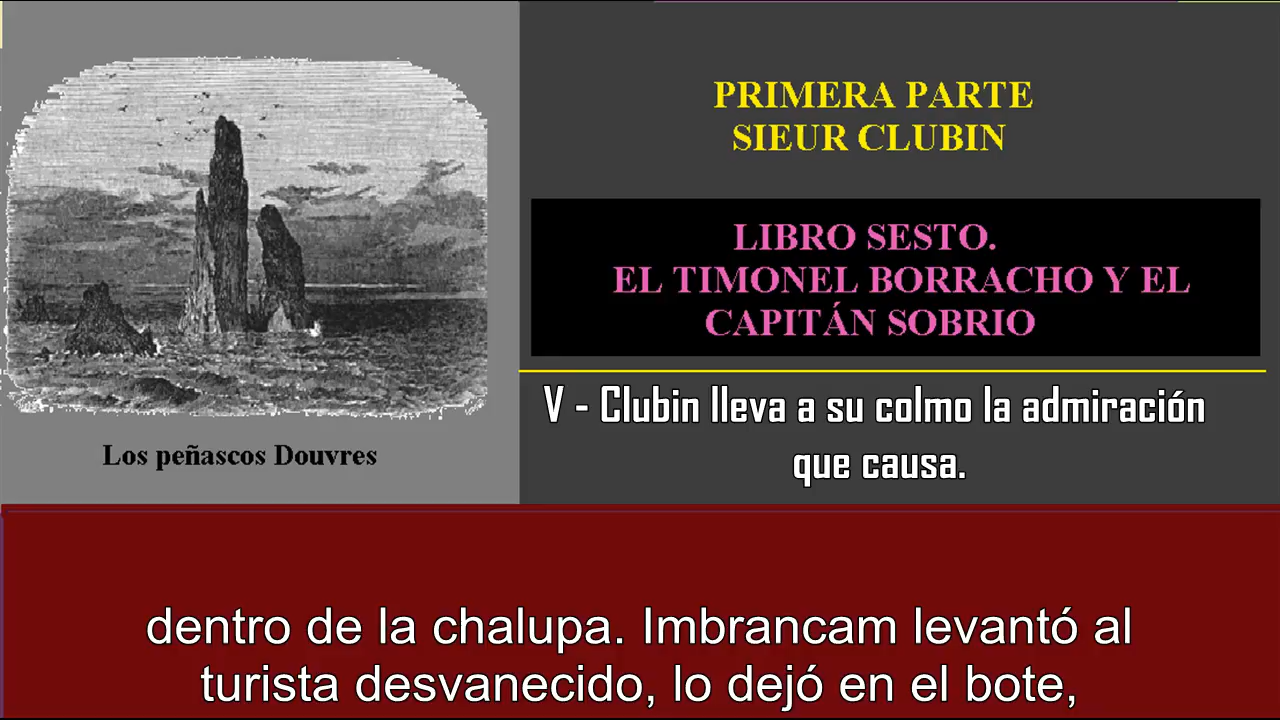 PRIMERA PARTE
SIEUR CLUBIN
LIBRO SESTO.
EL TIMONEL BORRACHO Y EL
CAPITÁN SOBRIO
V - Clubin lleva a su colmo la admiración
que causa.
Los peñascos Douvres
dentro de la chalupa. Imbrancam levantó al
turista desvanecido, lo dejó en el bote,